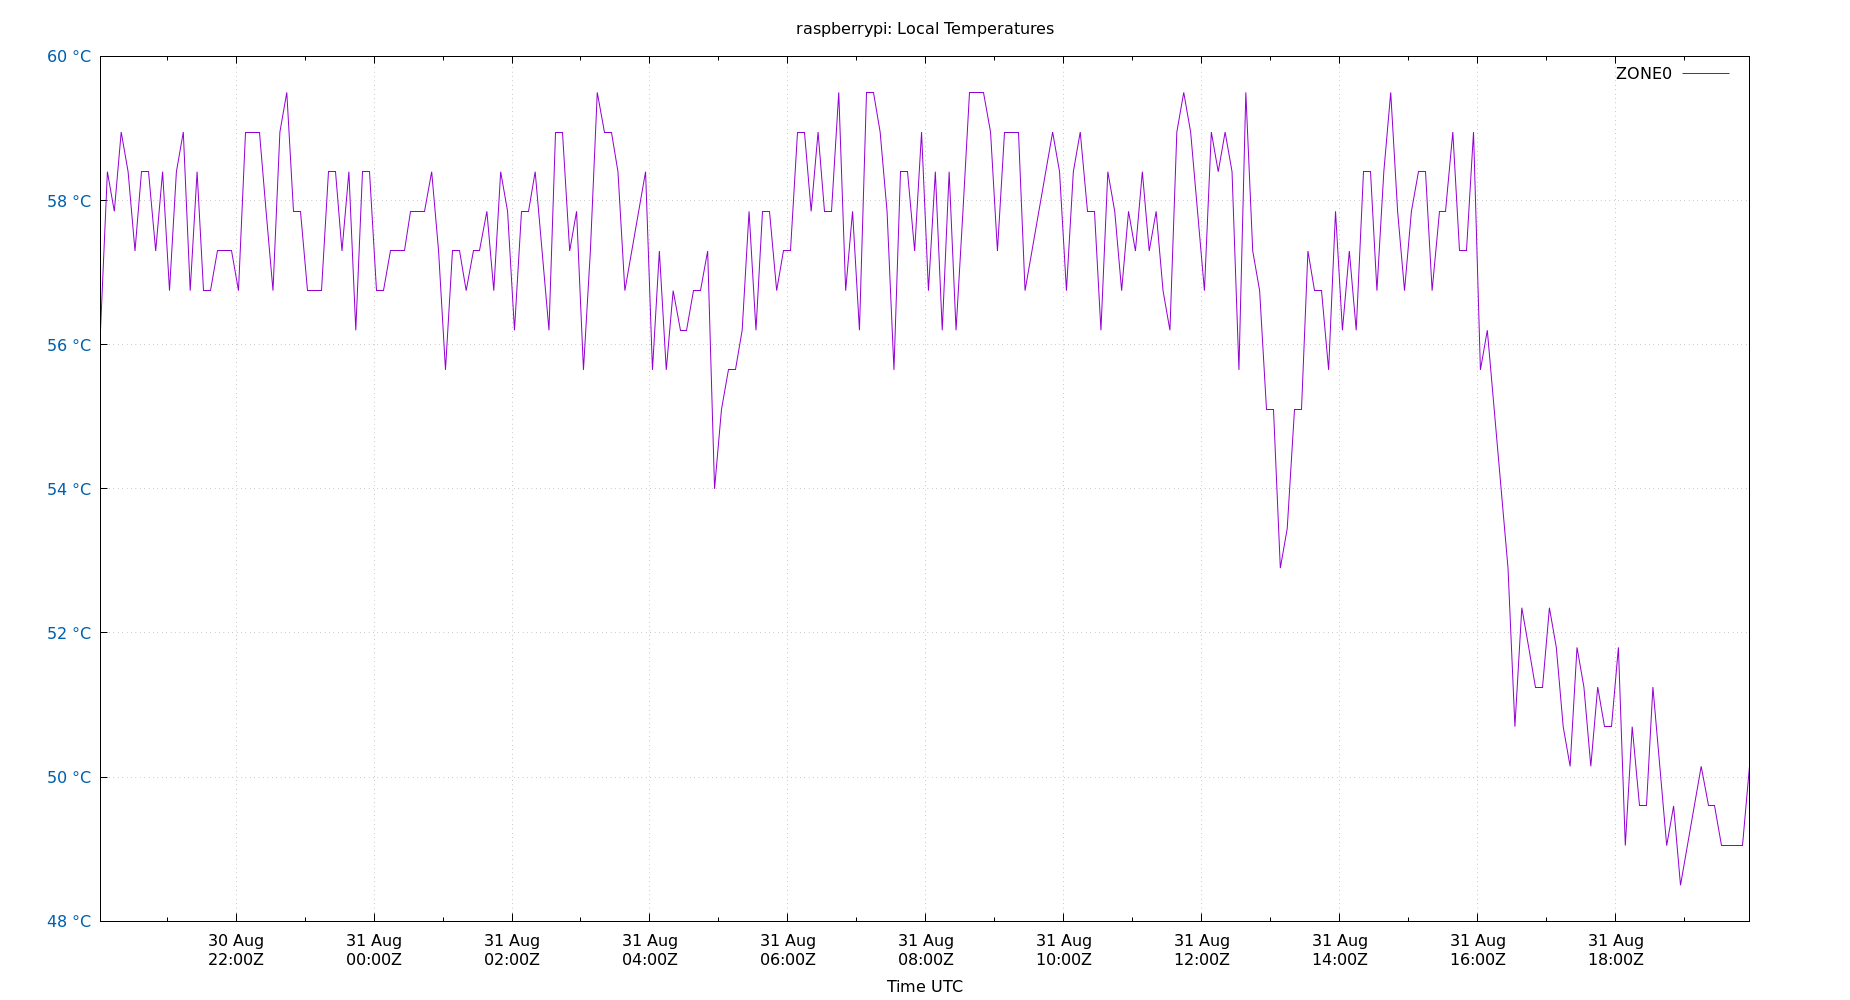 raspberrypi: Local Temperatures
ZONE0
60 °C
58 °C
56 °C
54 °C
52 °C
50 °C
48 °C
30 Aug 31 Aug 31 Aug 31 Aug 31 Aug 31 Aug 31 Aug 31 Aug 31 Aug 31 Aug 31 Aug
22:00Z 00:00Z 02:00Z 04:00Z 06:00Z 08:00Z 10:00Z 12:00Z 14:00Z 16:00Z 18:00Z
Time UTC